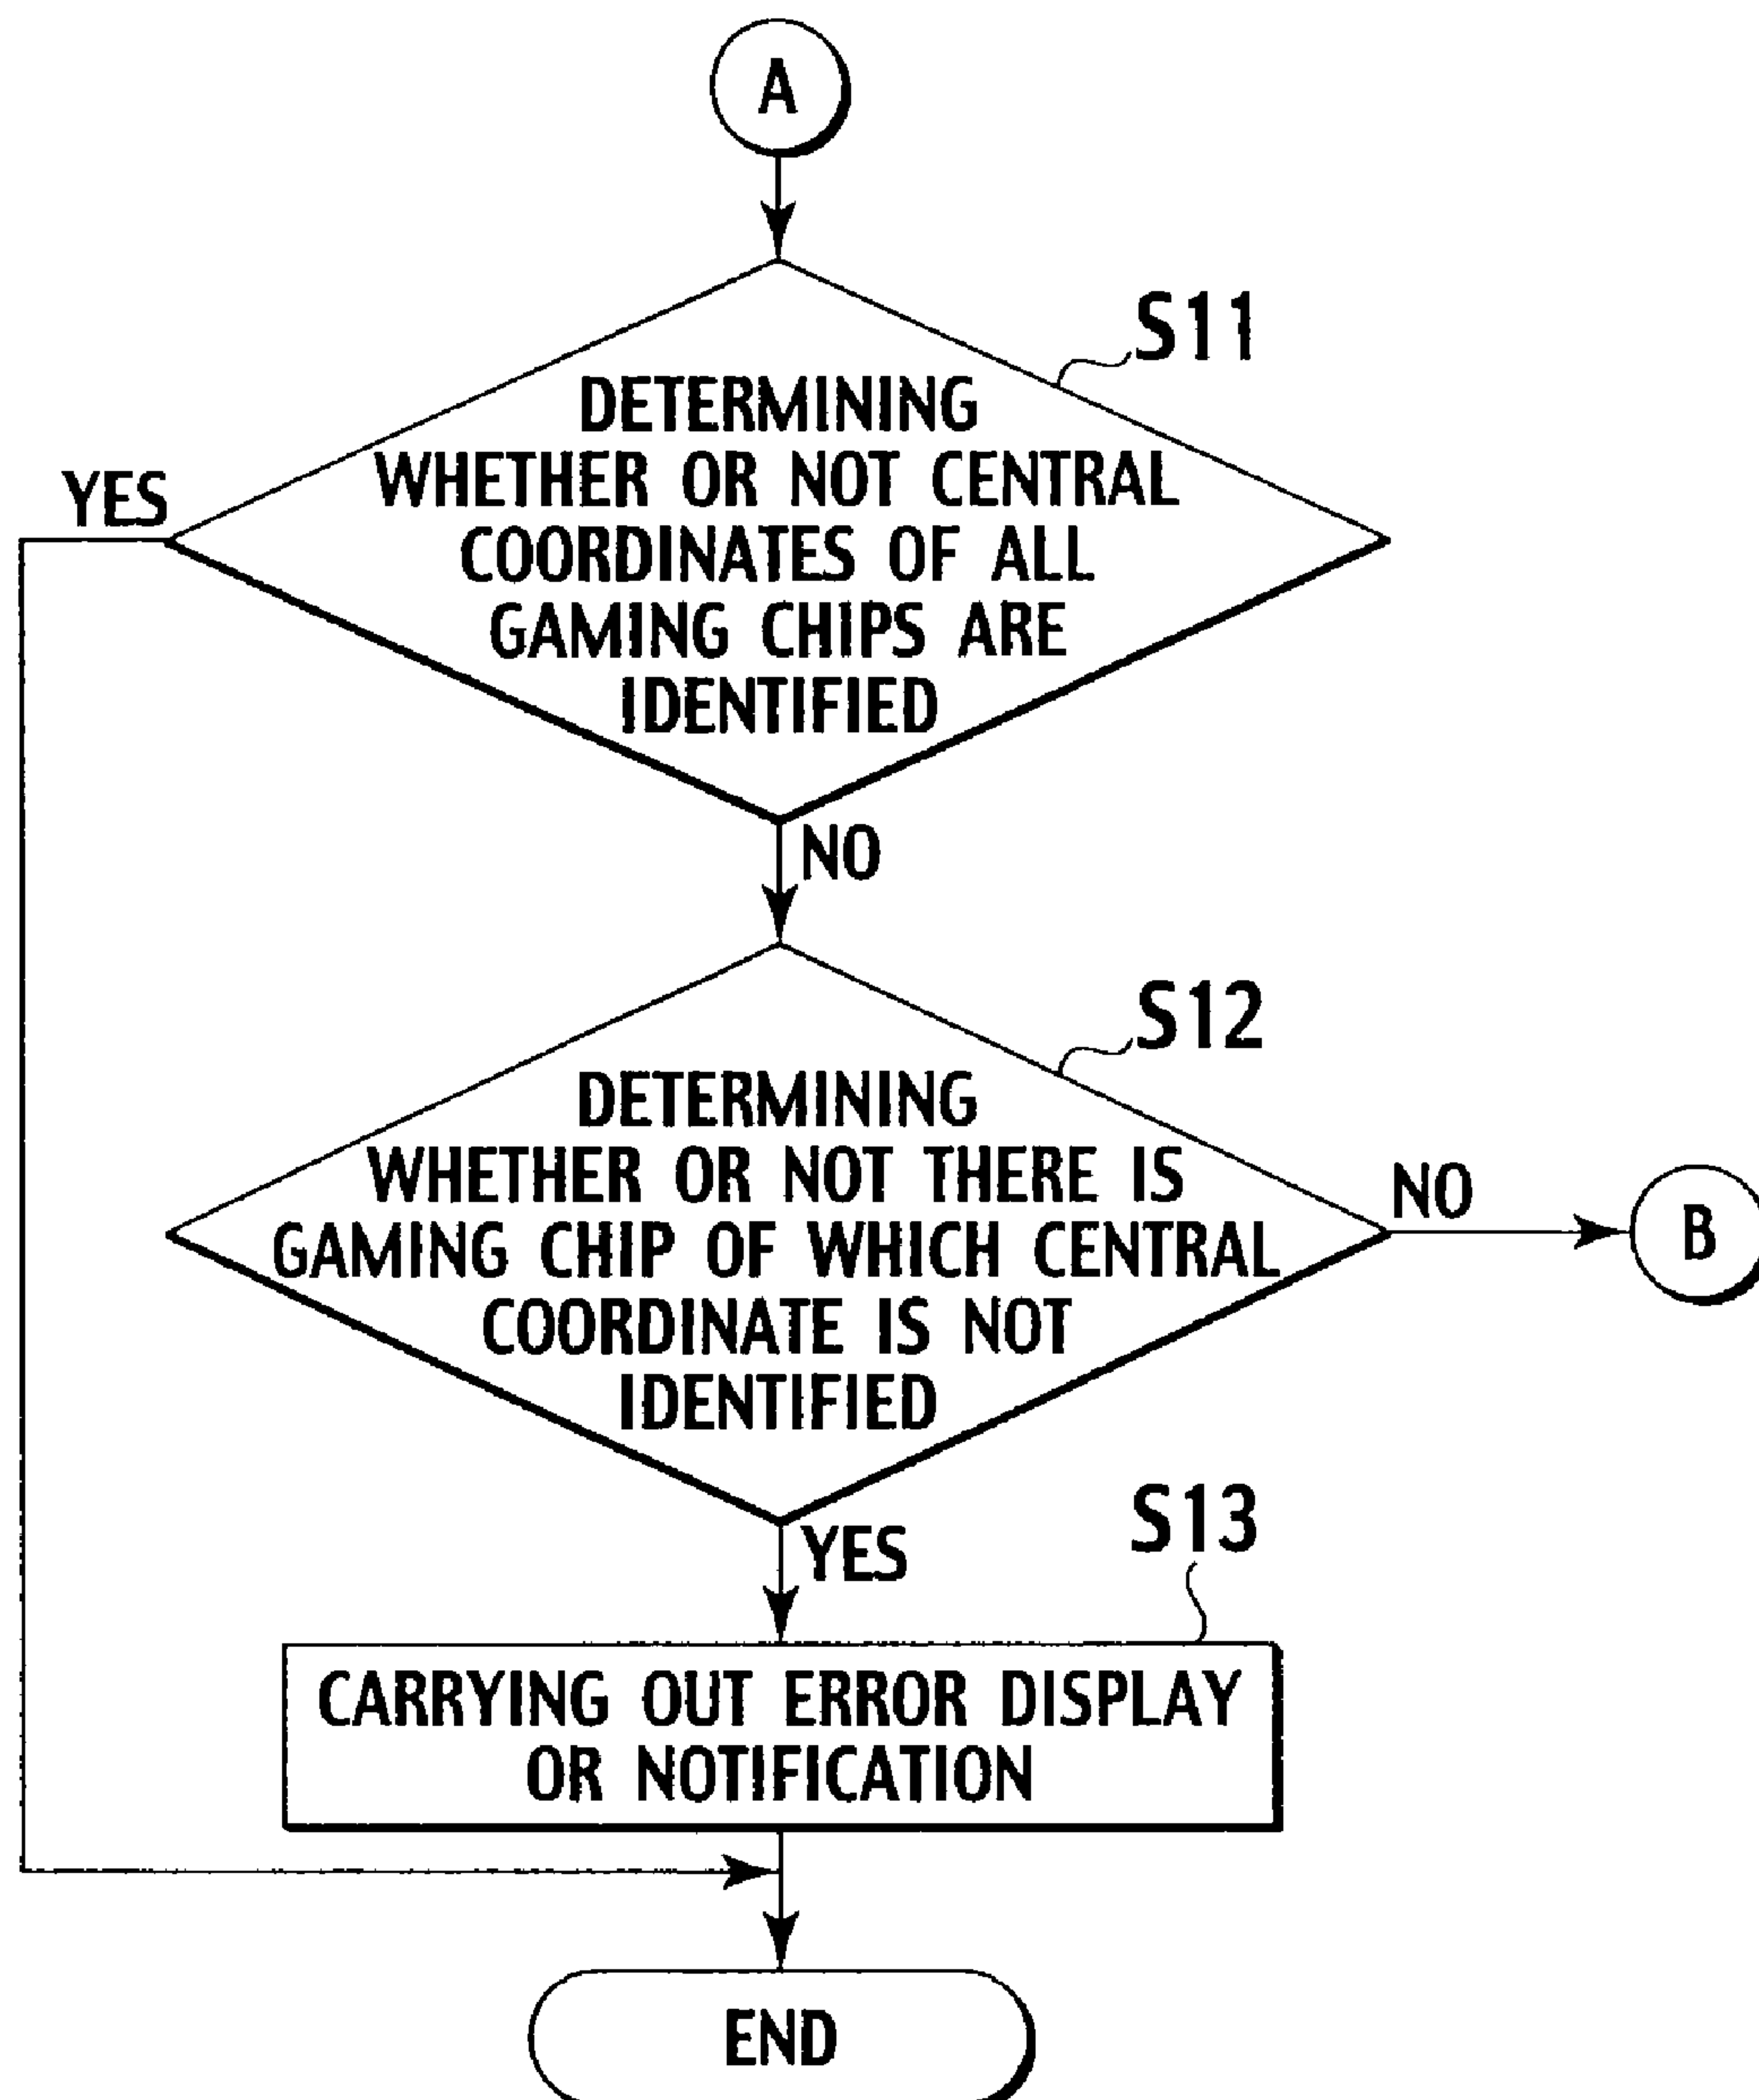 A
S11
DETERMINING
WHETHER OR NOT CENTRAL
COORDINATES OF ALL
GAMING CHIPS ARE
IDENTIFIED
YES
NO
S12
DETERMINING
WHETHER OR NOT THERE IS
GAMING CHIP OF WHICH CENTRAL
COORDINATE IS NOT
IDENTIFIED
NO
B
YES
S13
CARRYING OUT ERROR DISPLAY
OR NOTIFICATION
END